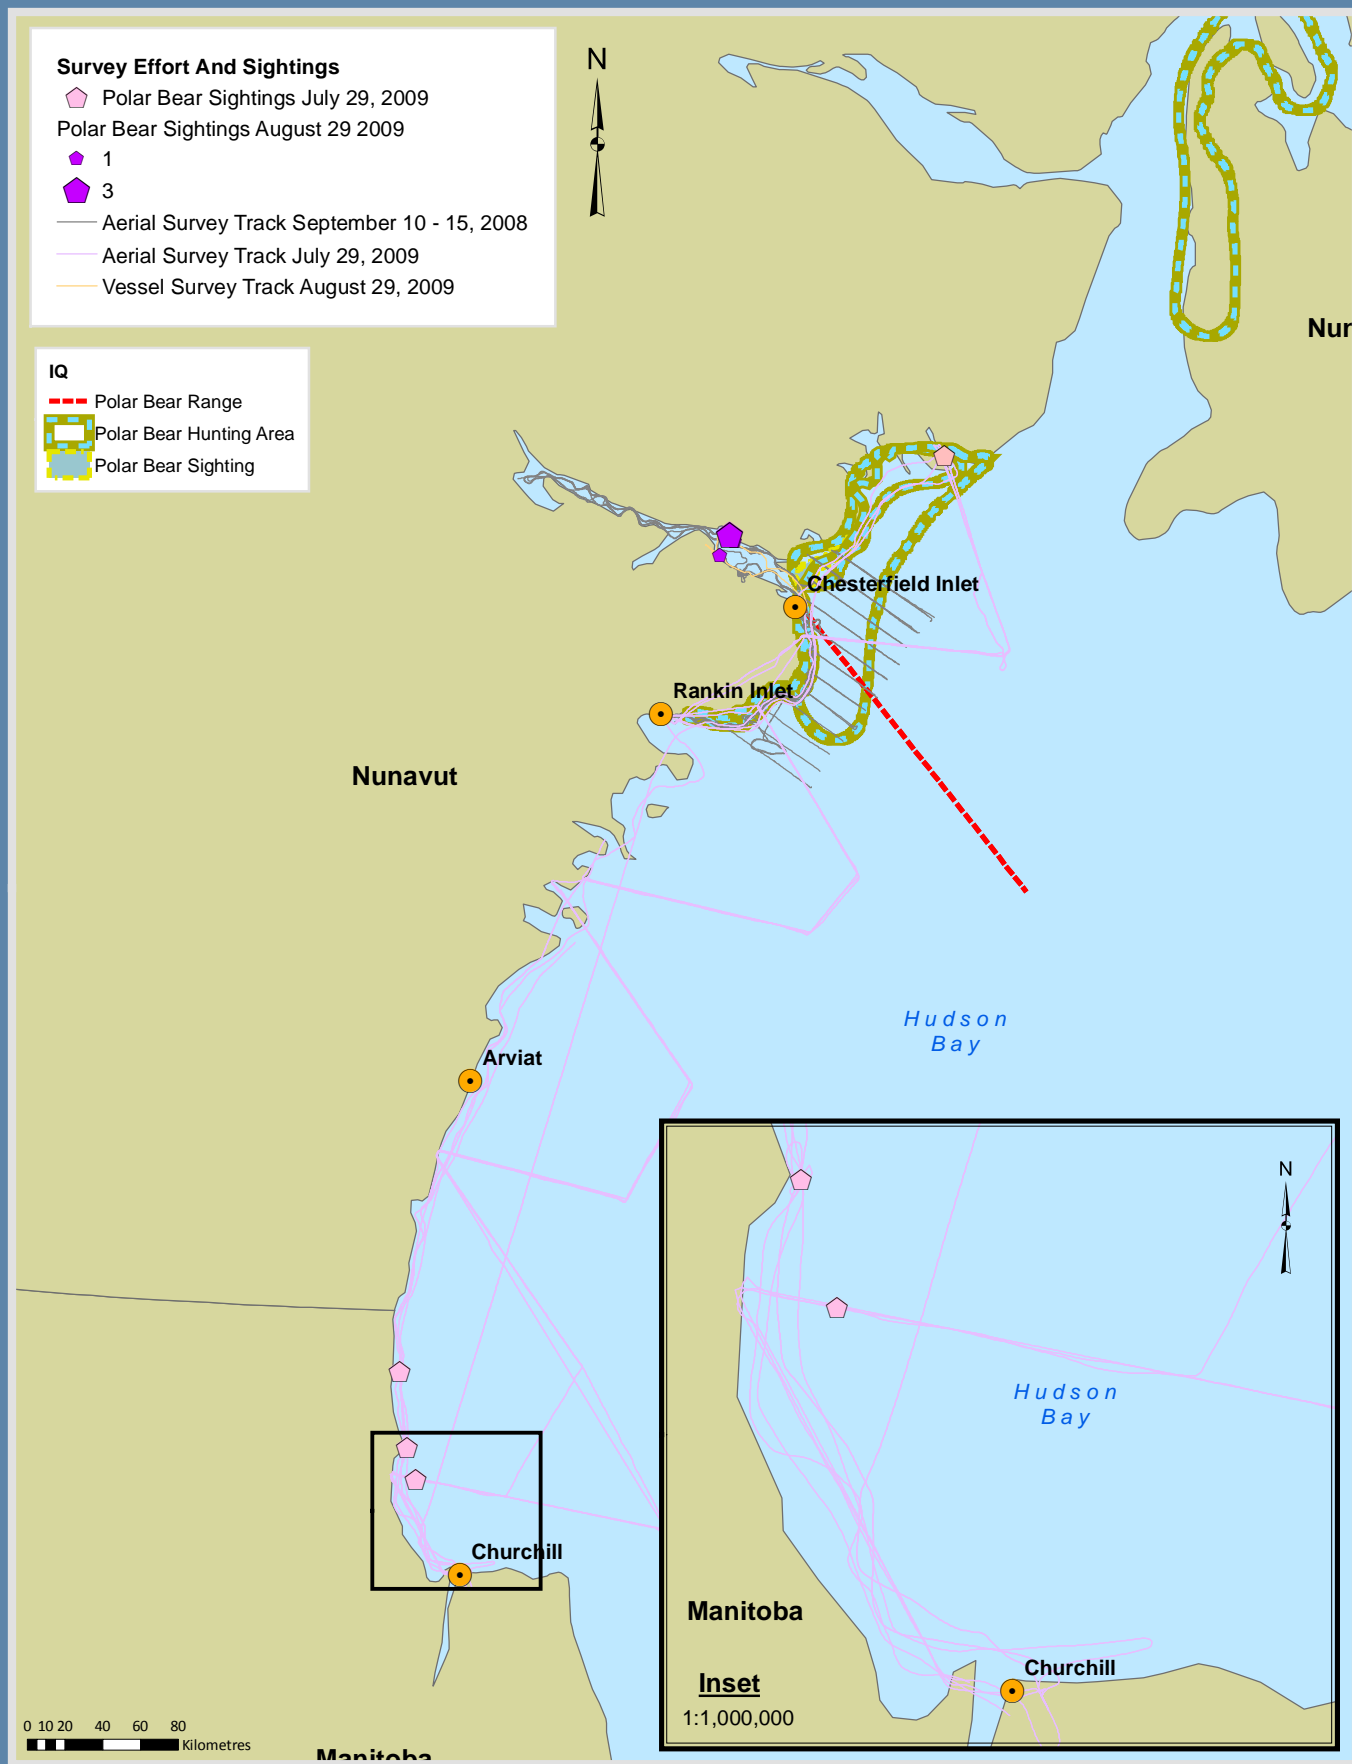 Survey Effort And Sightings
Polar Bear Sightings July 29, 2009
Polar Bear Sightings August 29 2009
1
3
Aerial Survey Track September 10 - 15, 2008
Aerial Survey Track July 29, 2009
Vessel Survey Track August 29, 2009
N
IQ
Polar Bear Range
Polar Bear Hunting Area
Polar Bear Sighting
Nur
Chesterfield Inlet
Rankin Inlet
Nunavut
Hudson
Bay
Arviat
Churchill
N
Hudson
Bay
Manitoba
Churchill
Inset
1:1,000,000
0 10 20 40 60 80
Kilometres
Manitoba